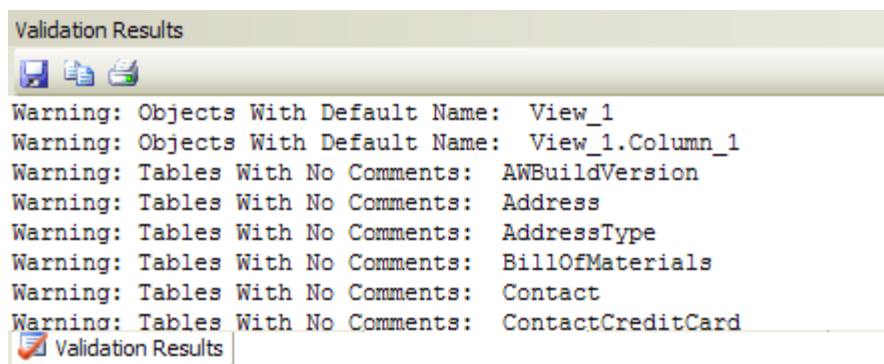 Validation Results
Warning: Objects With Default Name:  View_1
Warning: Objects With Default Name:  View_1.Column_1
Warning: Tables With No Comments:  AWBuildVersion
Warning: Tables With No Comments:  Address
Warning: Tables With No Comments:  AddressType
Warning: Tables With No Comments:  BillOfMaterials
Warning: Tables With No Comments:  Contact
Warning: Tables With No Comments:  ContactCreditCard
Validation Results